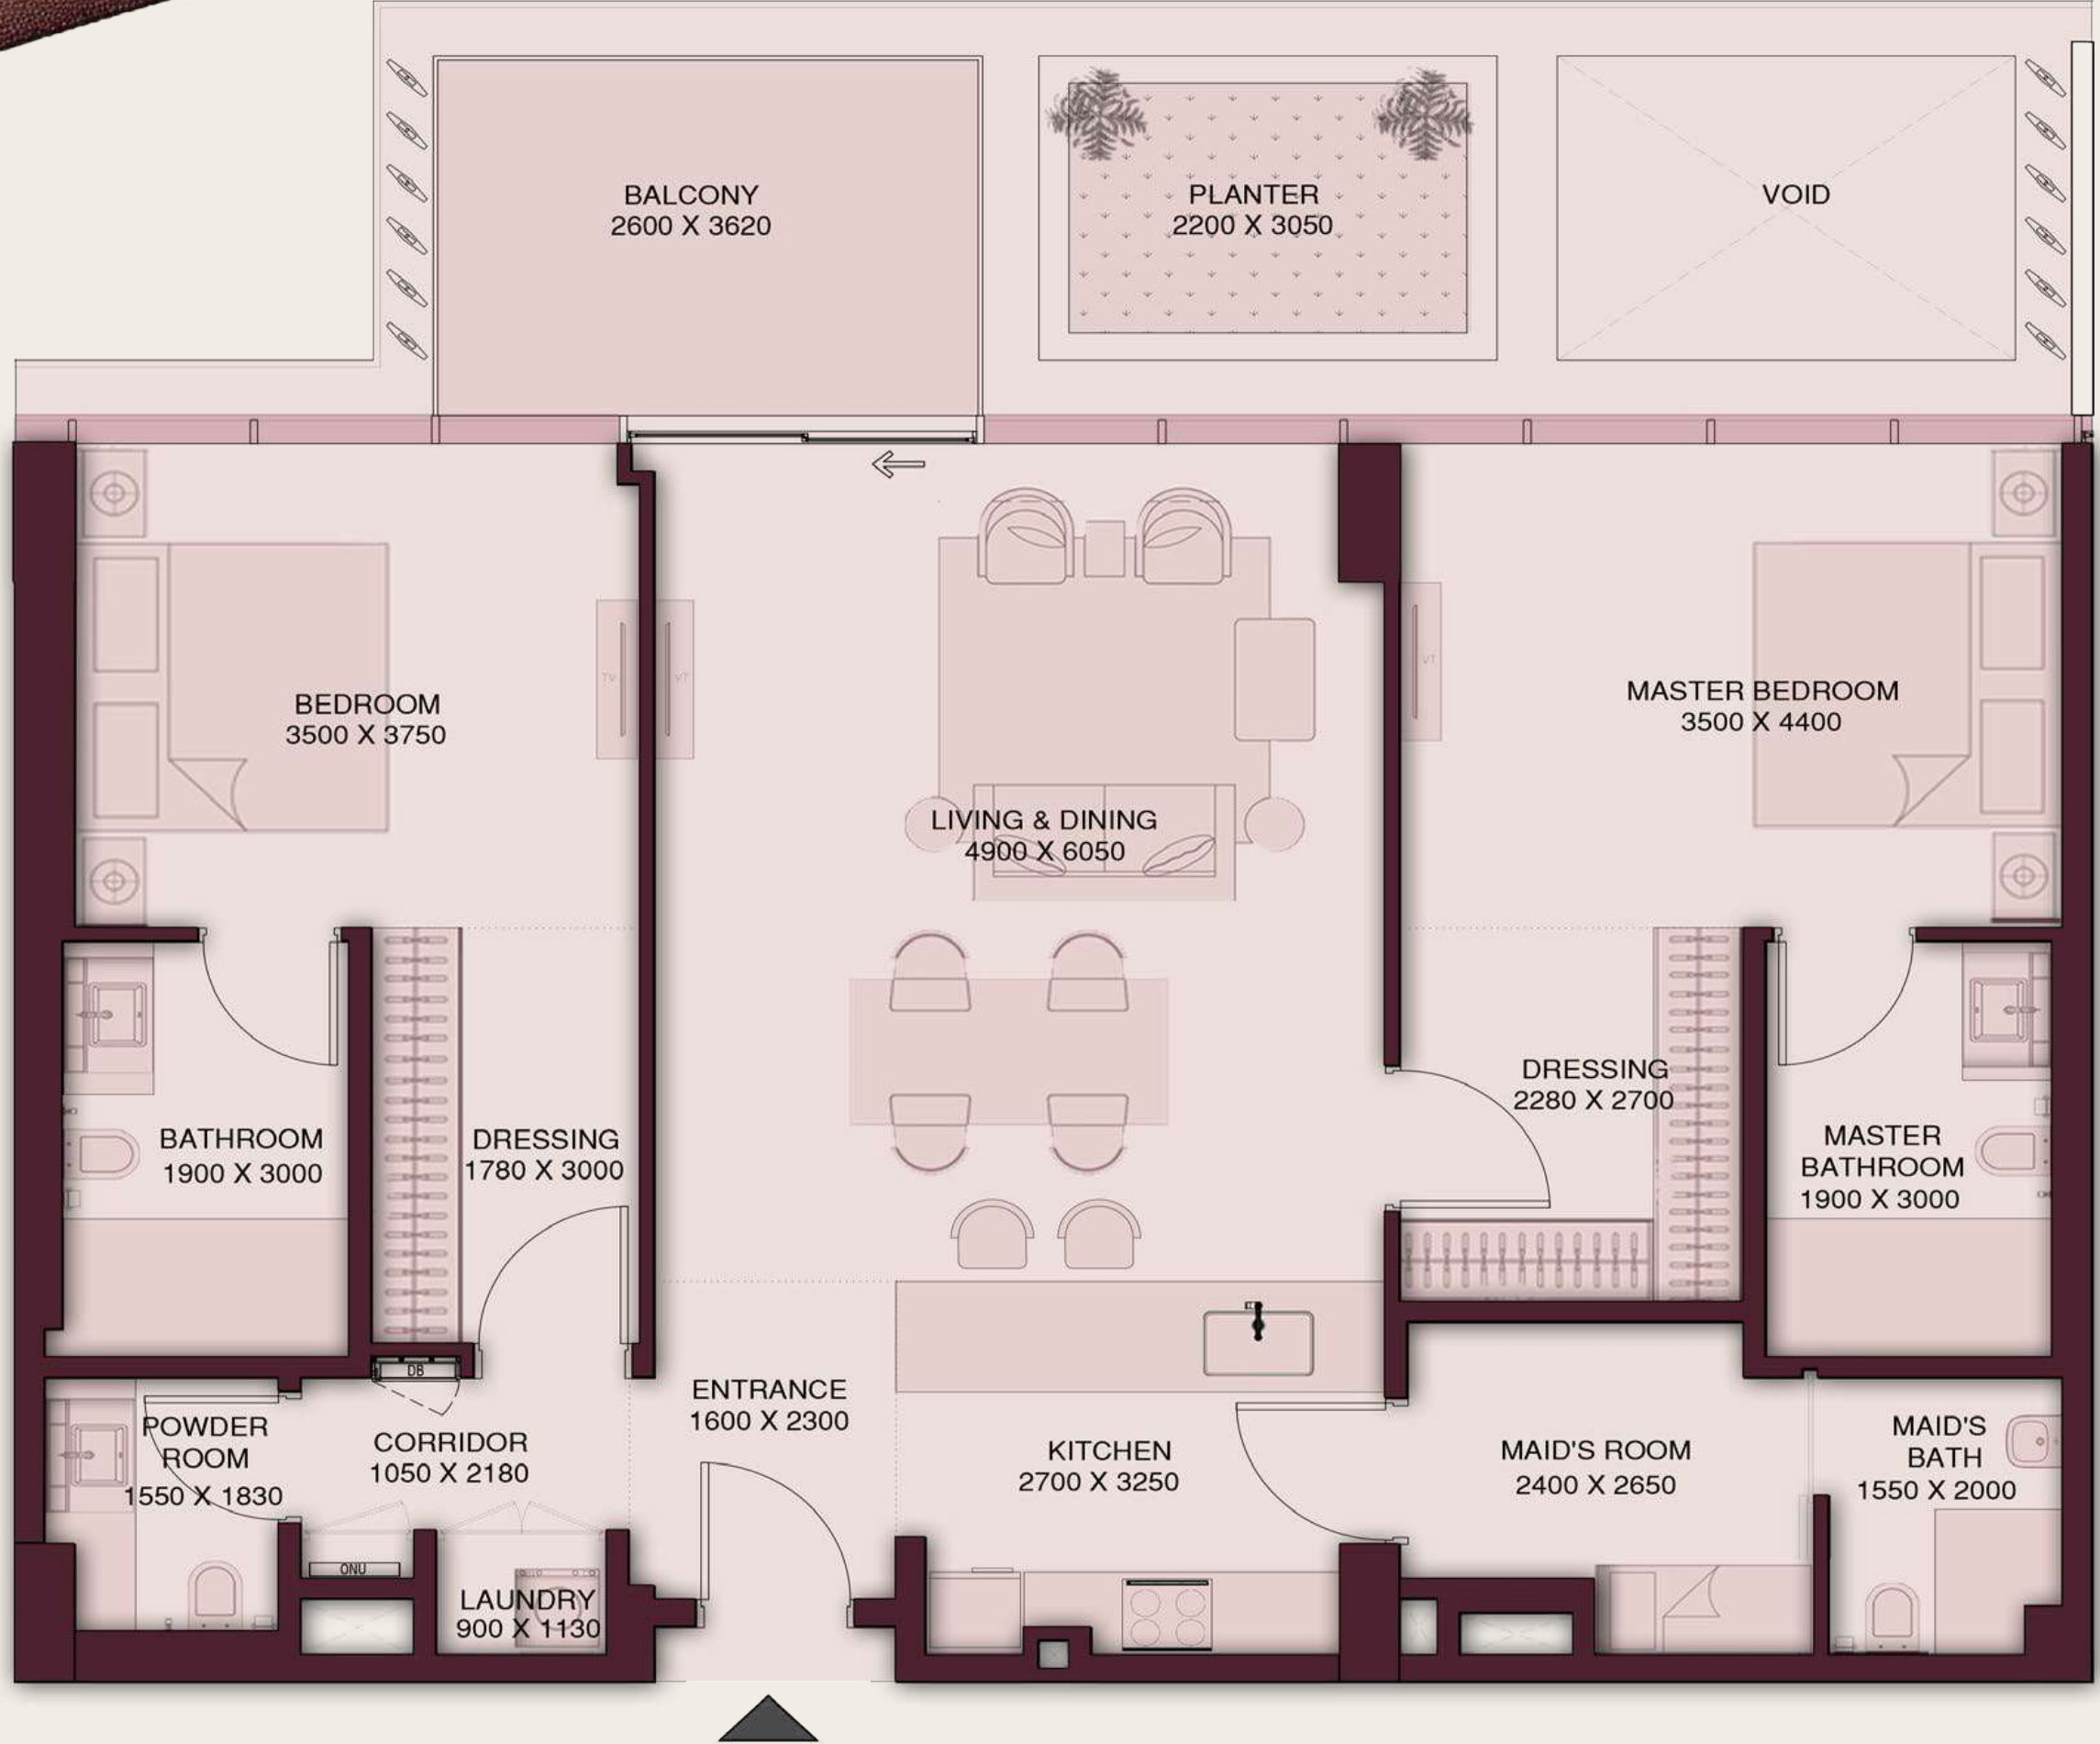 BALCONY
2600 X 3620
PLANTER
2200 X 3050
VOID
BEDROOM
3500 X 3750
TV
VT
LIVING & DINING
4900 X 6050
VT
MASTER BEDROOM
3500 X 4400
BATHROOM
1900 X 3000
DRESSING
1780 X 3000
DRESSING
2280 X 2700
MASTER
BATHROOM
1900 X 3000
DB
POWDER
ROOM
1550 X 1830
CORRIDOR
1050 X 2180
ENTRANCE
1600 X 2300
KITCHEN
2700 X 3250
MAID'S ROOM
2400 X 2650
MAID'S
BATH
1550 X 2000
ONU
LAUNDRY
900 X 1130